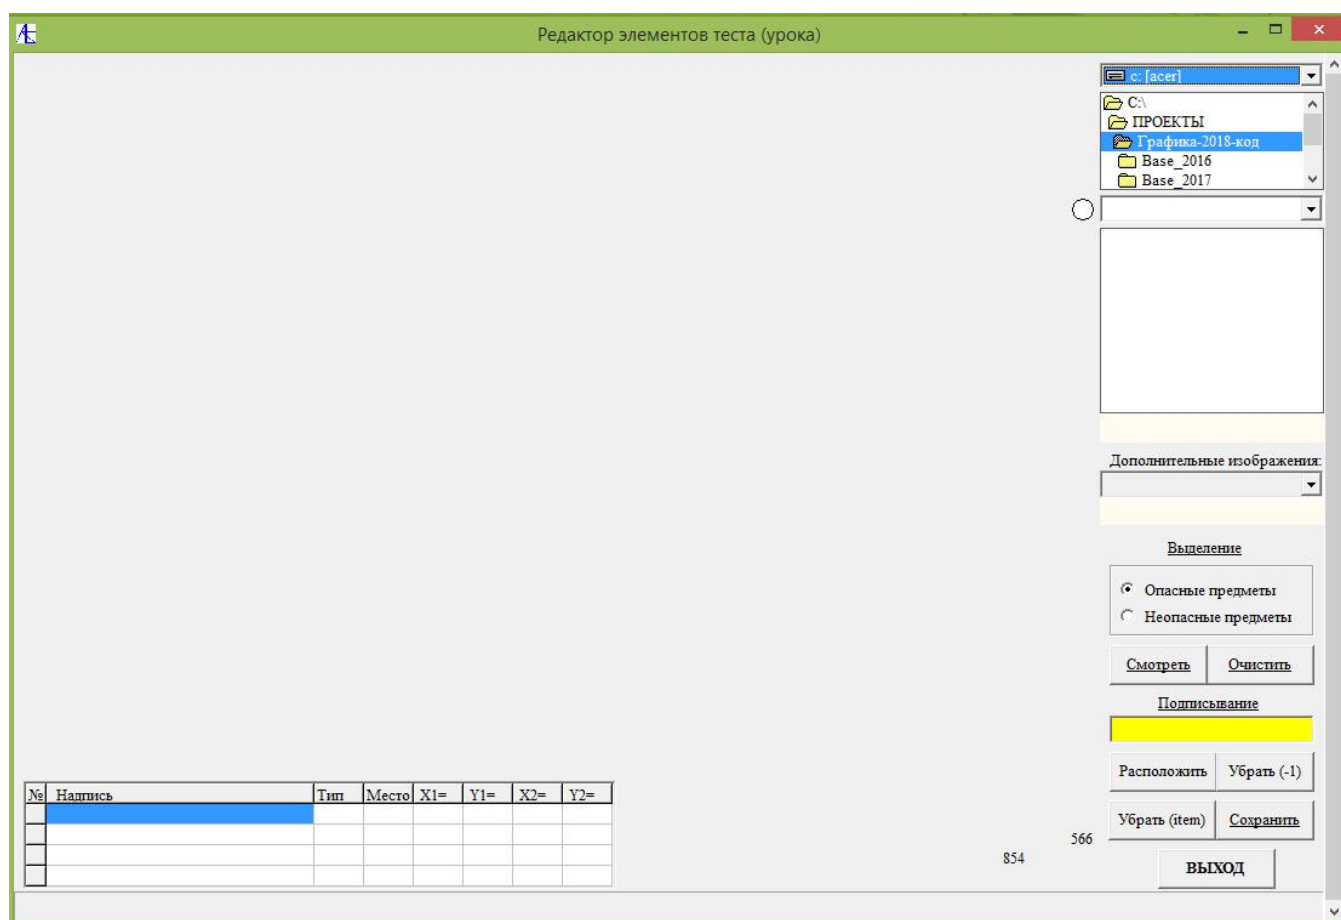 Редактор элементов теста (урока)
c: [acer]
C:\
ПРОЕКТЫ
Графика-2018-код
Base_2016
Base_2017
Дополнительные изображения:
Выделение
Опасные предметы
Неопасные предметы
Смотреть Очистить
Подписывание
Расположить Убрать (-1)
Убрать (item) Сохранить
ВЫХОД
№ Надпись Тип Место X1= Y1= X2= Y2=
566
854